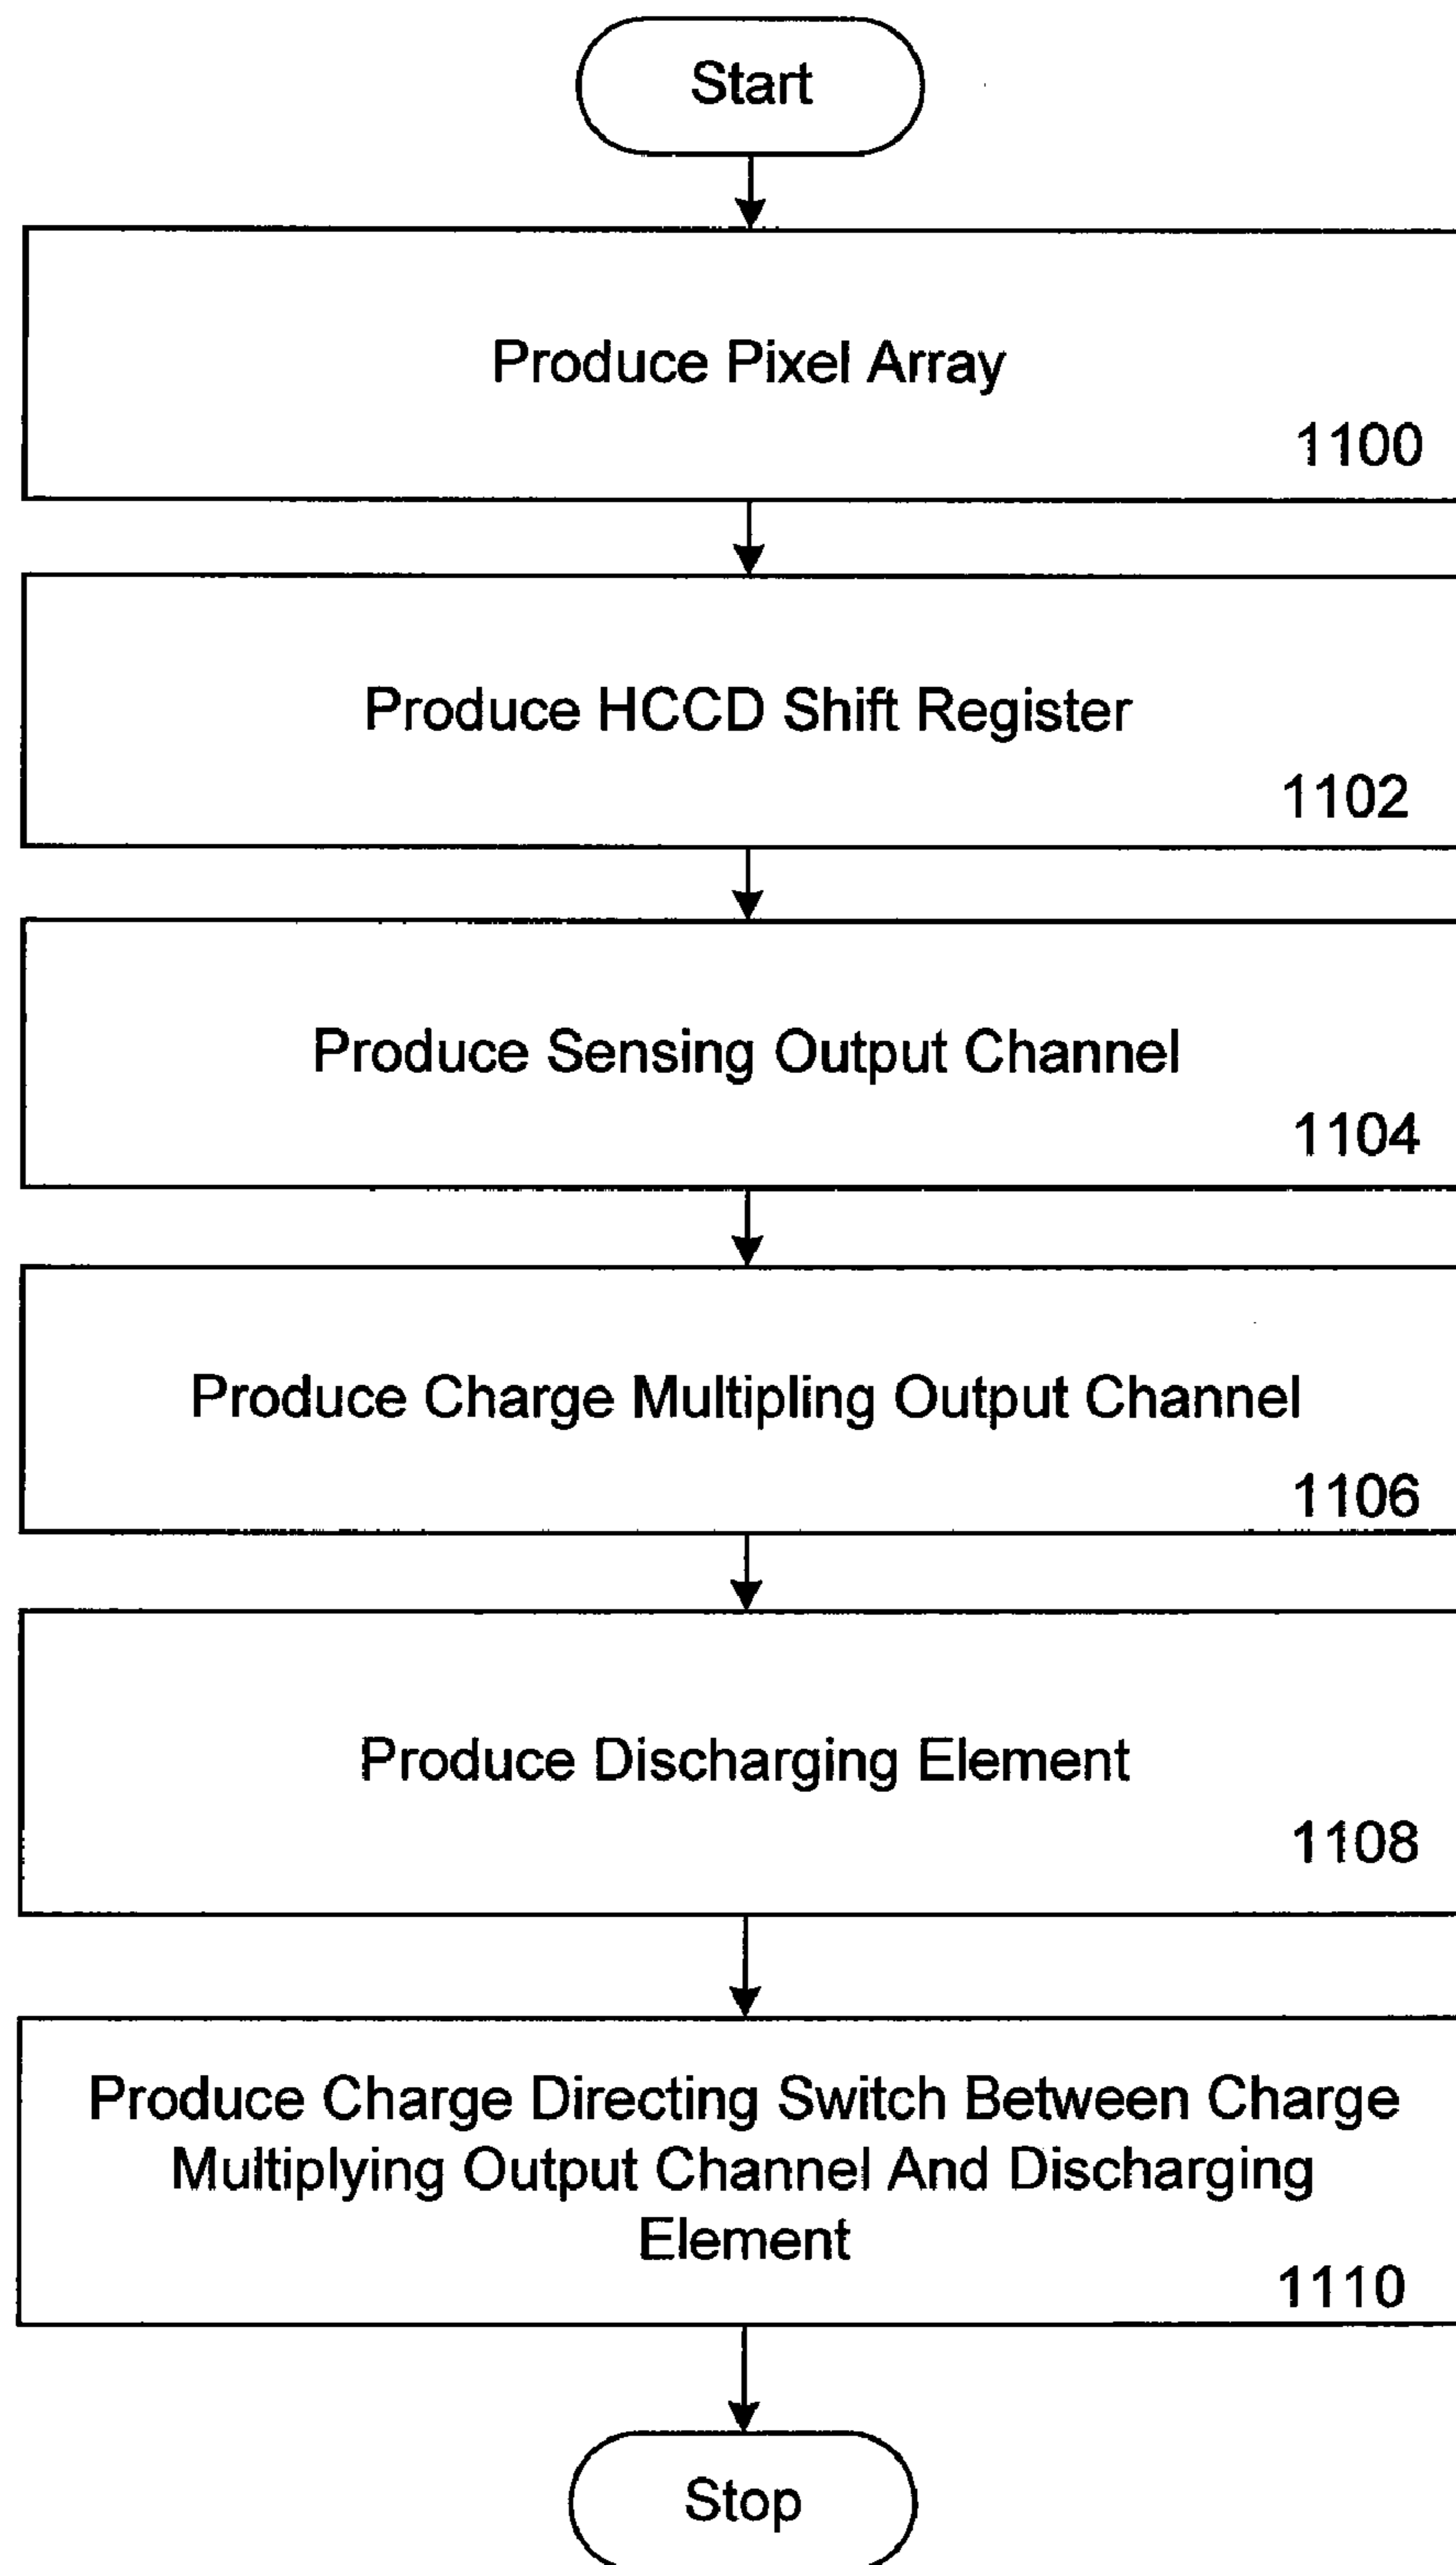 Start
Produce Pixel Array
1100
Produce HCCD Shift Register
1102
Produce Sensing Output Channel
1104
Produce Charge Multipling Output Channel
1106
Produce Discharging Element
1108
Produce Charge Directing Switch Between Charge
Multiplying Output Channel And Discharging
Element
1110
Stop